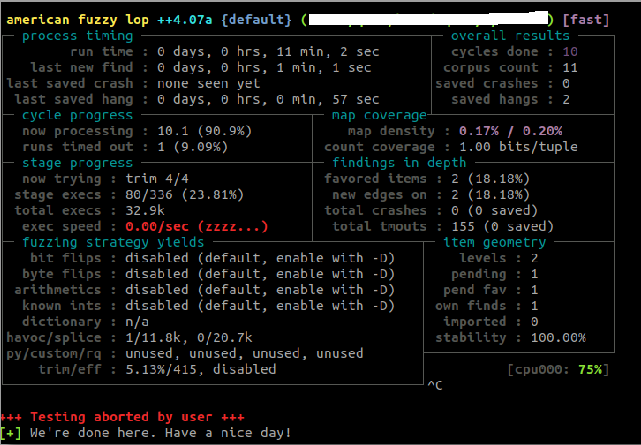 american fuzzy lop ++4.07a {default} () [fast]
process timing
overall results
run time : 0 days, 0 hrs, 11 min, 2 sec
cycles done : 10
last new find : 0 days, 0 hrs, 1 min, 1 sec
corpus count : 11
last saved crash : none seen yet
saved crashes : 0
last saved hang : 0 days, 0 hrs, 0 min, 57 sec
saved hangs : 2
cycle progress
map coverage
now processing : 10.1 (90.9%)
map density : 0.17% / 0.20%
runs timed out : 1 (9.09%)
count coverage : 1.00 bits/tuple
stage progress
findings in depth
now trying : trim 4/4
favored items : 2 (18.18%)
stage execs : 80/336 (23.81%)
new edges on : 2 (18.18%)
total execs : 32.9k
total crashes : 0 (0 saved)
exec speed : 0.00/sec (zzzz...)
total tmouts : 155 (0 saved)
fuzzing strategy yields
item geometry
bit flips : disabled (default, enable with -D)
levels : 2
byte flips : disabled (default, enable with -D)
pending : 1
arithmetics : disabled (default, enable with -D)
pend fav : 1
known ints : disabled (default, enable with -D)
own finds : 1
dictionary : n/a
imported : 0
havoc/splice : 1/11.8k, 0/20.7k
stability : 100.00%
py/custom/rq : unused, unused, unused, unused
trim/eff : 5.13%/415, disabled
[cpu000: 75%]
^C
+++ Testing aborted by user +++
[+] We're done here. Have a nice day!